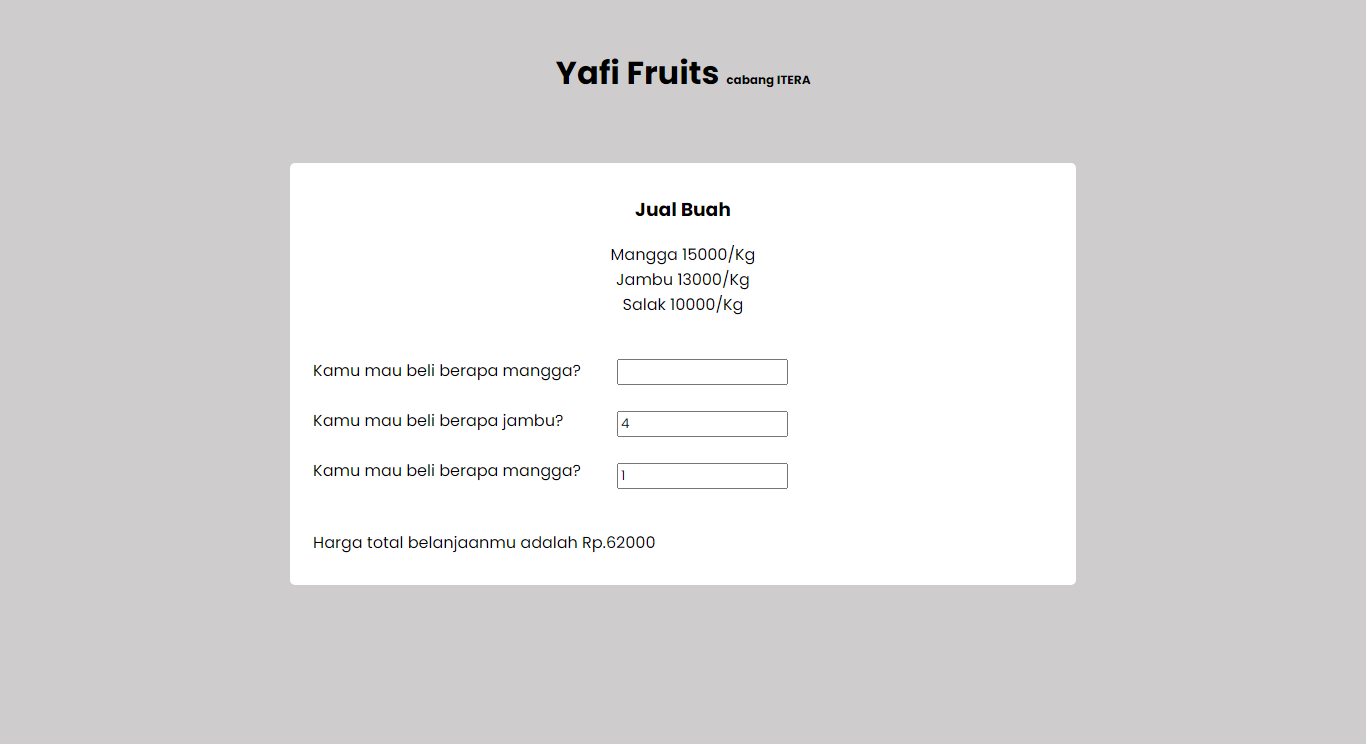 Yafi Fruits cabang ITERA
Jual Buah
Mangga 15000/Kg
Jambu 13000/Kg
Salak 10000/Kg
Kamu mau beli berapa mangga?
Kamu mau beli berapa jambu? 4
Kamu mau beli berapa mangga? 1
Harga total belanjaanmu adalah Rp.62000